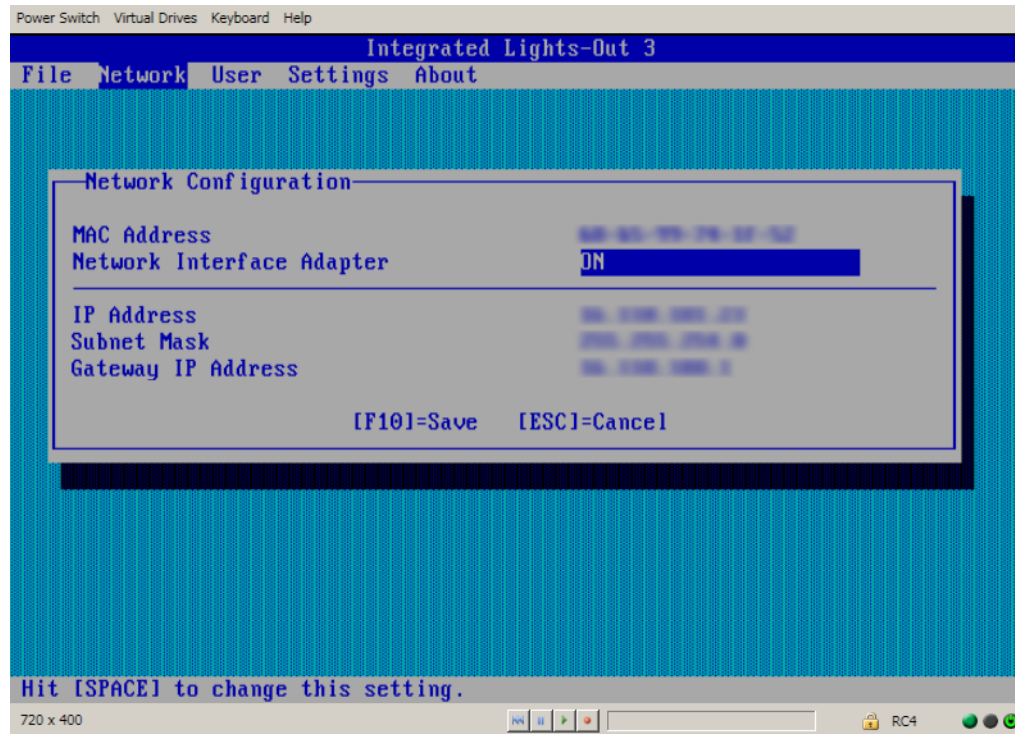 Power Switch Virtual Drives Keyboard Help
Integrated Lights-Out 3
File Network User Settings About
Network Configuration
MAC Address
Network Interface Adapter ON
IP Address
Subnet Mask
Gateway IP Address
[F10]=Save [ESC]=Cancel
Hit [SPACE] to change this setting.
720 x 400 RC4